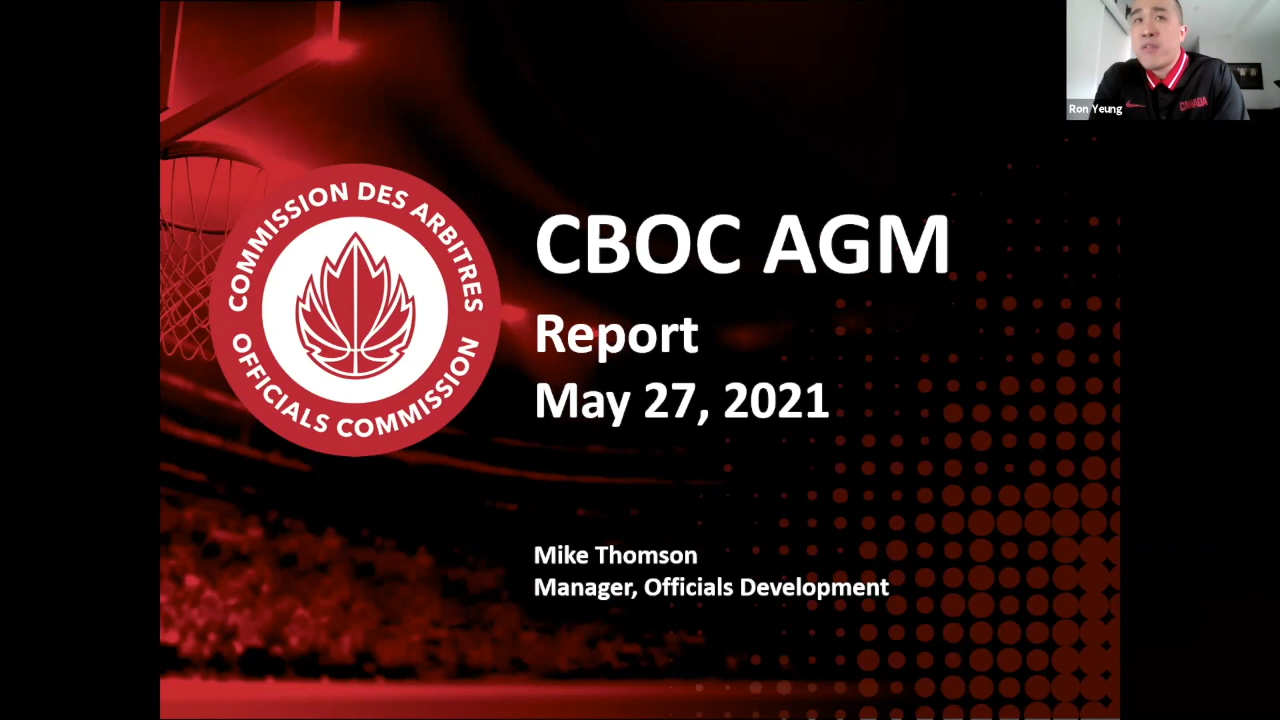 Ron Yeung
CANADA
COMMISSION DES ARBITRES
OFFICIALS COMMISSION
CBOC AGM
Report
May 27, 2021
Mike Thomson
Manager, Officials Development